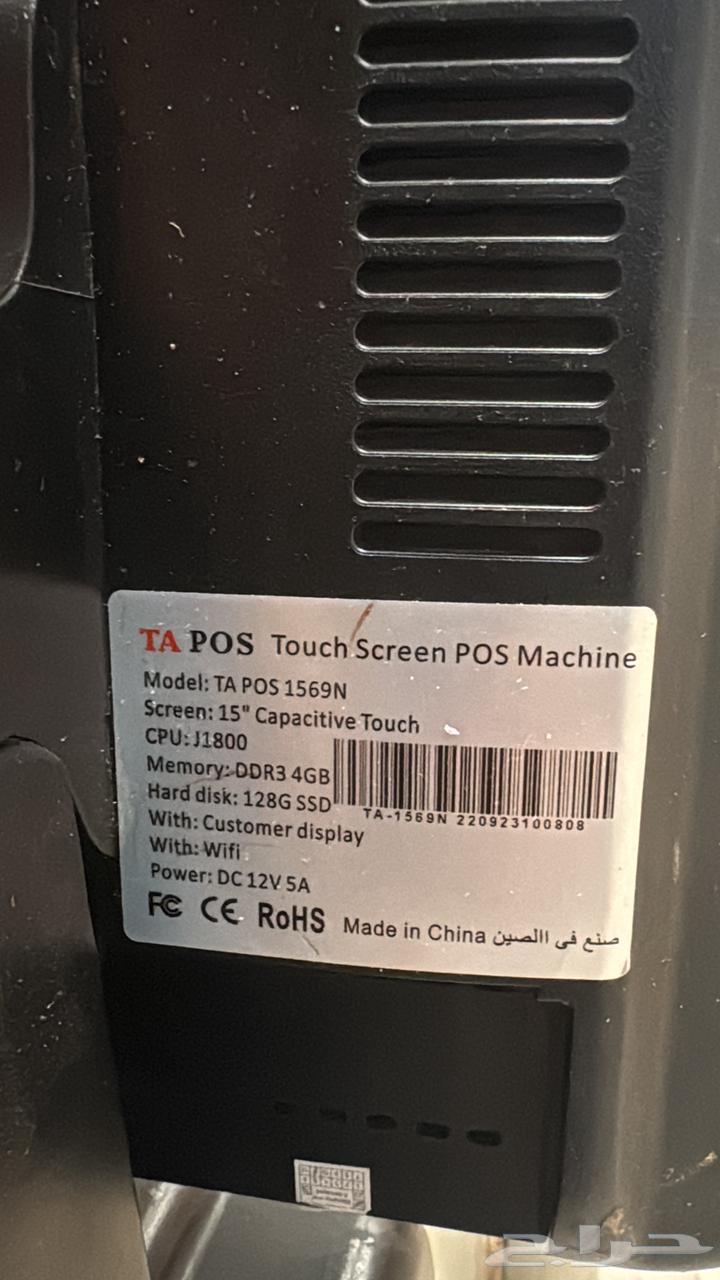 TA POS Touch Screen POS Machine
Model: TA POS 1569N
Screen: 15" Capacitive Touch
CPU: J1800
Memory: DDR3 4GB
Hard disk: 128G SSD
TA-1569N 220923100808
With: Customer display
With: Wifi
Power: DC 12V 5A
FC CE RoHS Made in China صنع في االصين
حراج